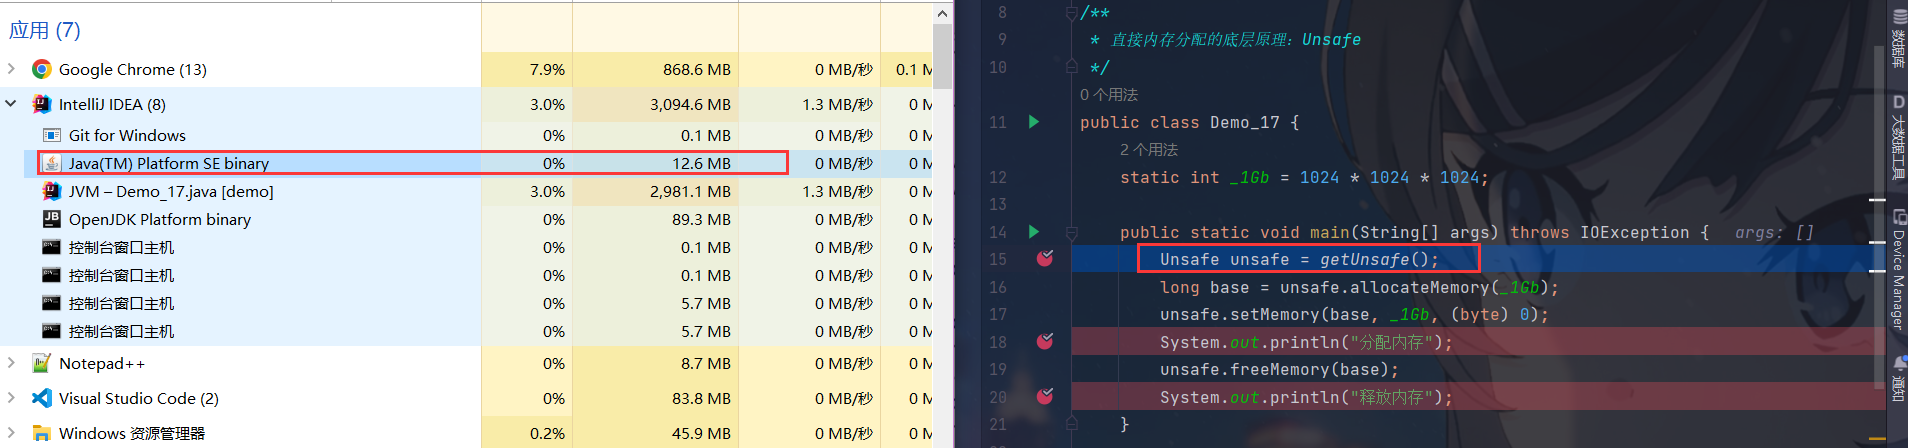 应用 (7)
Google Chrome (13) 7.9% 868.6 MB 0 MB/秒 0.1 M
IntelliJ IDEA (8) 3.0% 3,094.6 MB 1.3 MB/秒 0 M
Git for Windows 0% 0.1 MB 0 MB/秒 0 M
Java(TM) Platform SE binary 0% 12.6 MB 0 MB/秒 0 M
JVM – Demo_17.java [demo] 3.0% 2,981.1 MB 1.3 MB/秒 0 M
OpenJDK Platform binary 0% 89.3 MB 0 MB/秒 0 M
控制台窗口主机 0% 0.1 MB 0 MB/秒 0 M
控制台窗口主机 0% 0.1 MB 0 MB/秒 0 M
控制台窗口主机 0% 5.7 MB 0 MB/秒 0 M
控制台窗口主机 0% 5.7 MB 0 MB/秒 0 M
Notepad++ 0% 8.7 MB 0 MB/秒 0 M
Visual Studio Code (2) 0% 83.8 MB 0 MB/秒 0 M
Windows 资源管理器 0.2% 45.9 MB 0 MB/秒 0 M
8 /**
9 * 直接内存分配的底层原理：Unsafe
10 */
0 个用法
11 public class Demo_17 {
2 个用法
12 static int _1Gb = 1024 * 1024 * 1024;
13
14 public static void main(String[] args) throws IOException { args: []
15 Unsafe unsafe = getUnsafe();
16 long base = unsafe.allocateMemory(_1Gb);
17 unsafe.setMemory(base, _1Gb, (byte) 0);
18 System.out.println("分配内存");
19 unsafe.freeMemory(base);
20 System.out.println("释放内存");
21 }
数据库
D 大数据工具
Device Manager
通知